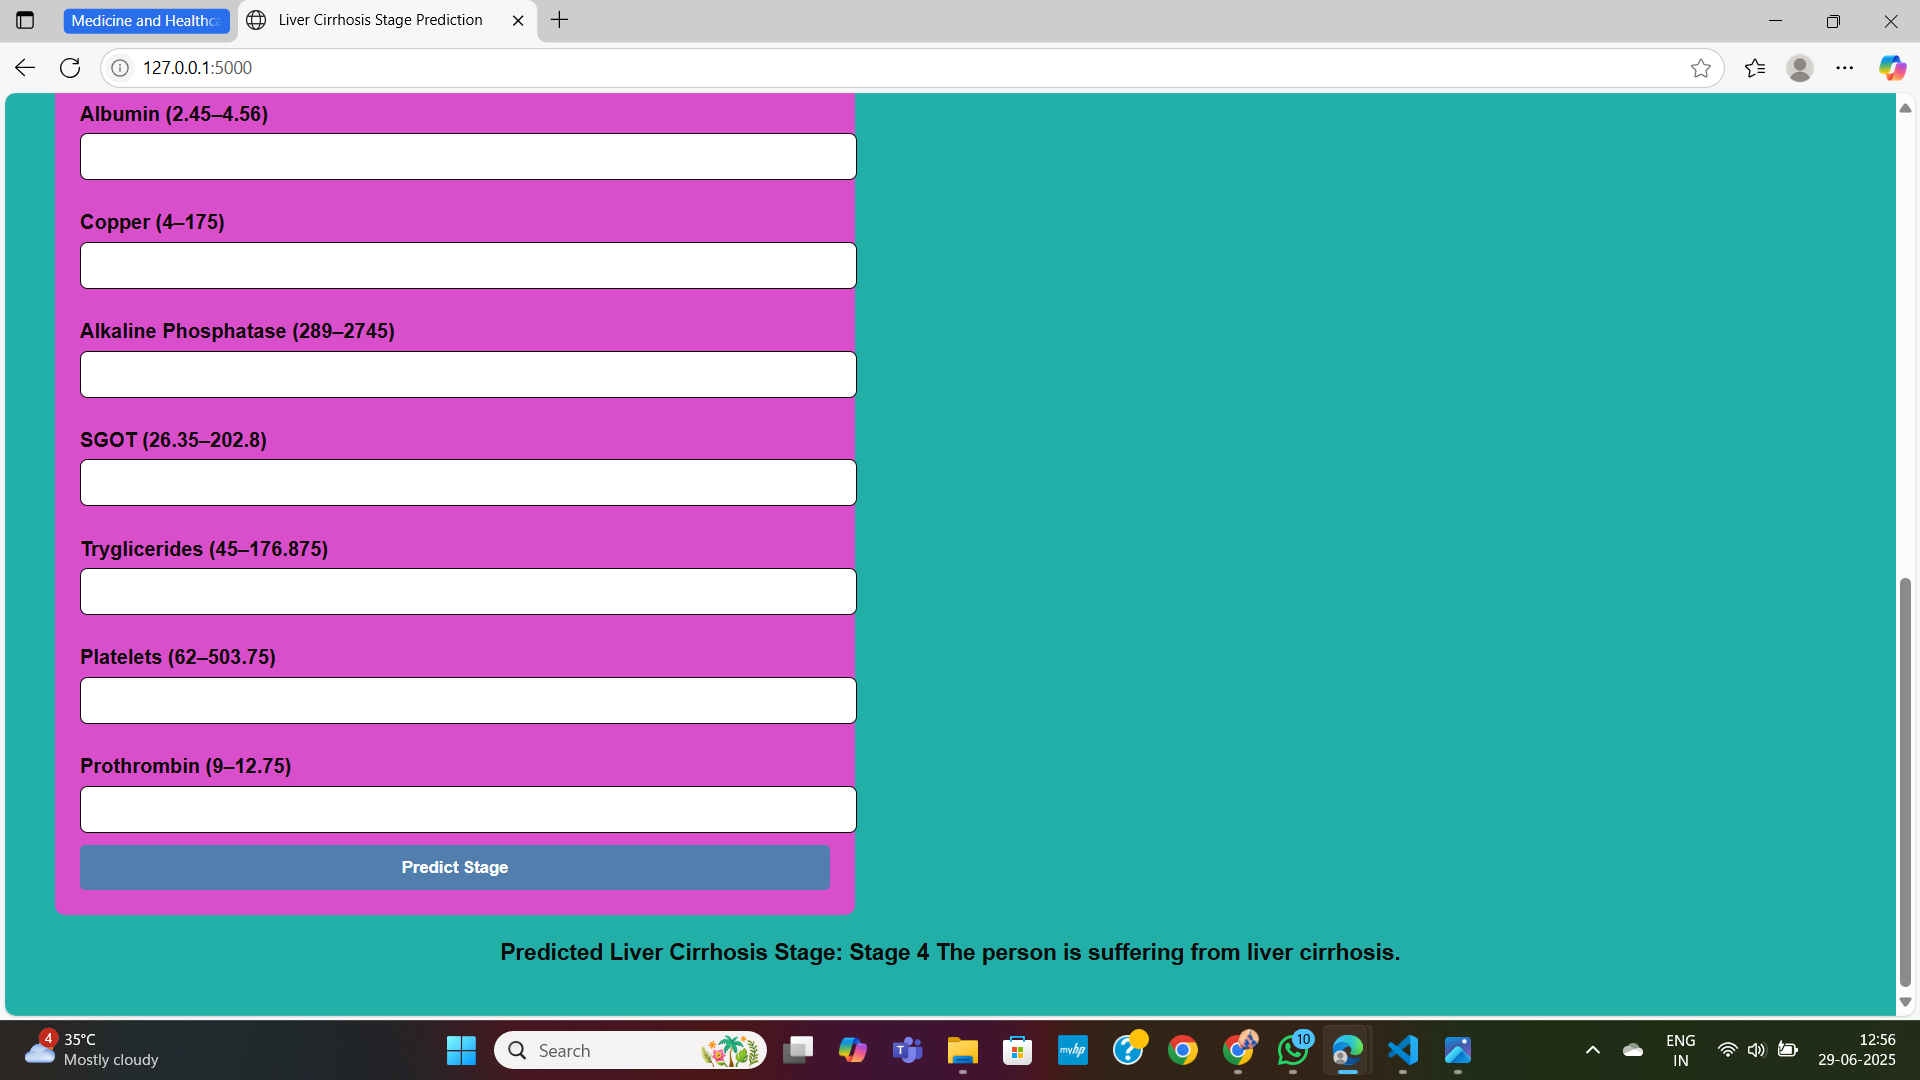 Medicine and Healthca
Liver Cirrhosis Stage Prediction
127.0.0.1:5000
Albumin (2.45–4.56)
Copper (4–175)
Alkaline Phosphatase (289–2745)
SGOT (26.35–202.8)
Tryglicerides (45–176.875)
Platelets (62–503.75)
Prothrombin (9–12.75)
Predict Stage
Predicted Liver Cirrhosis Stage: Stage 4 The person is suffering from liver cirrhosis.
4
35°C
Mostly cloudy
Search
T
myhp
?
10
ENG
IN
12:56
29-06-2025